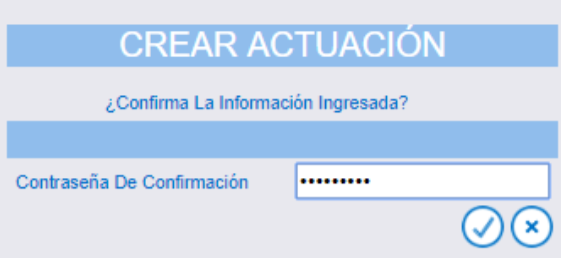 CREAR ACTUACIÓN
¿Confirma La Información Ingresada?
Contraseña De Confirmación •••••••••